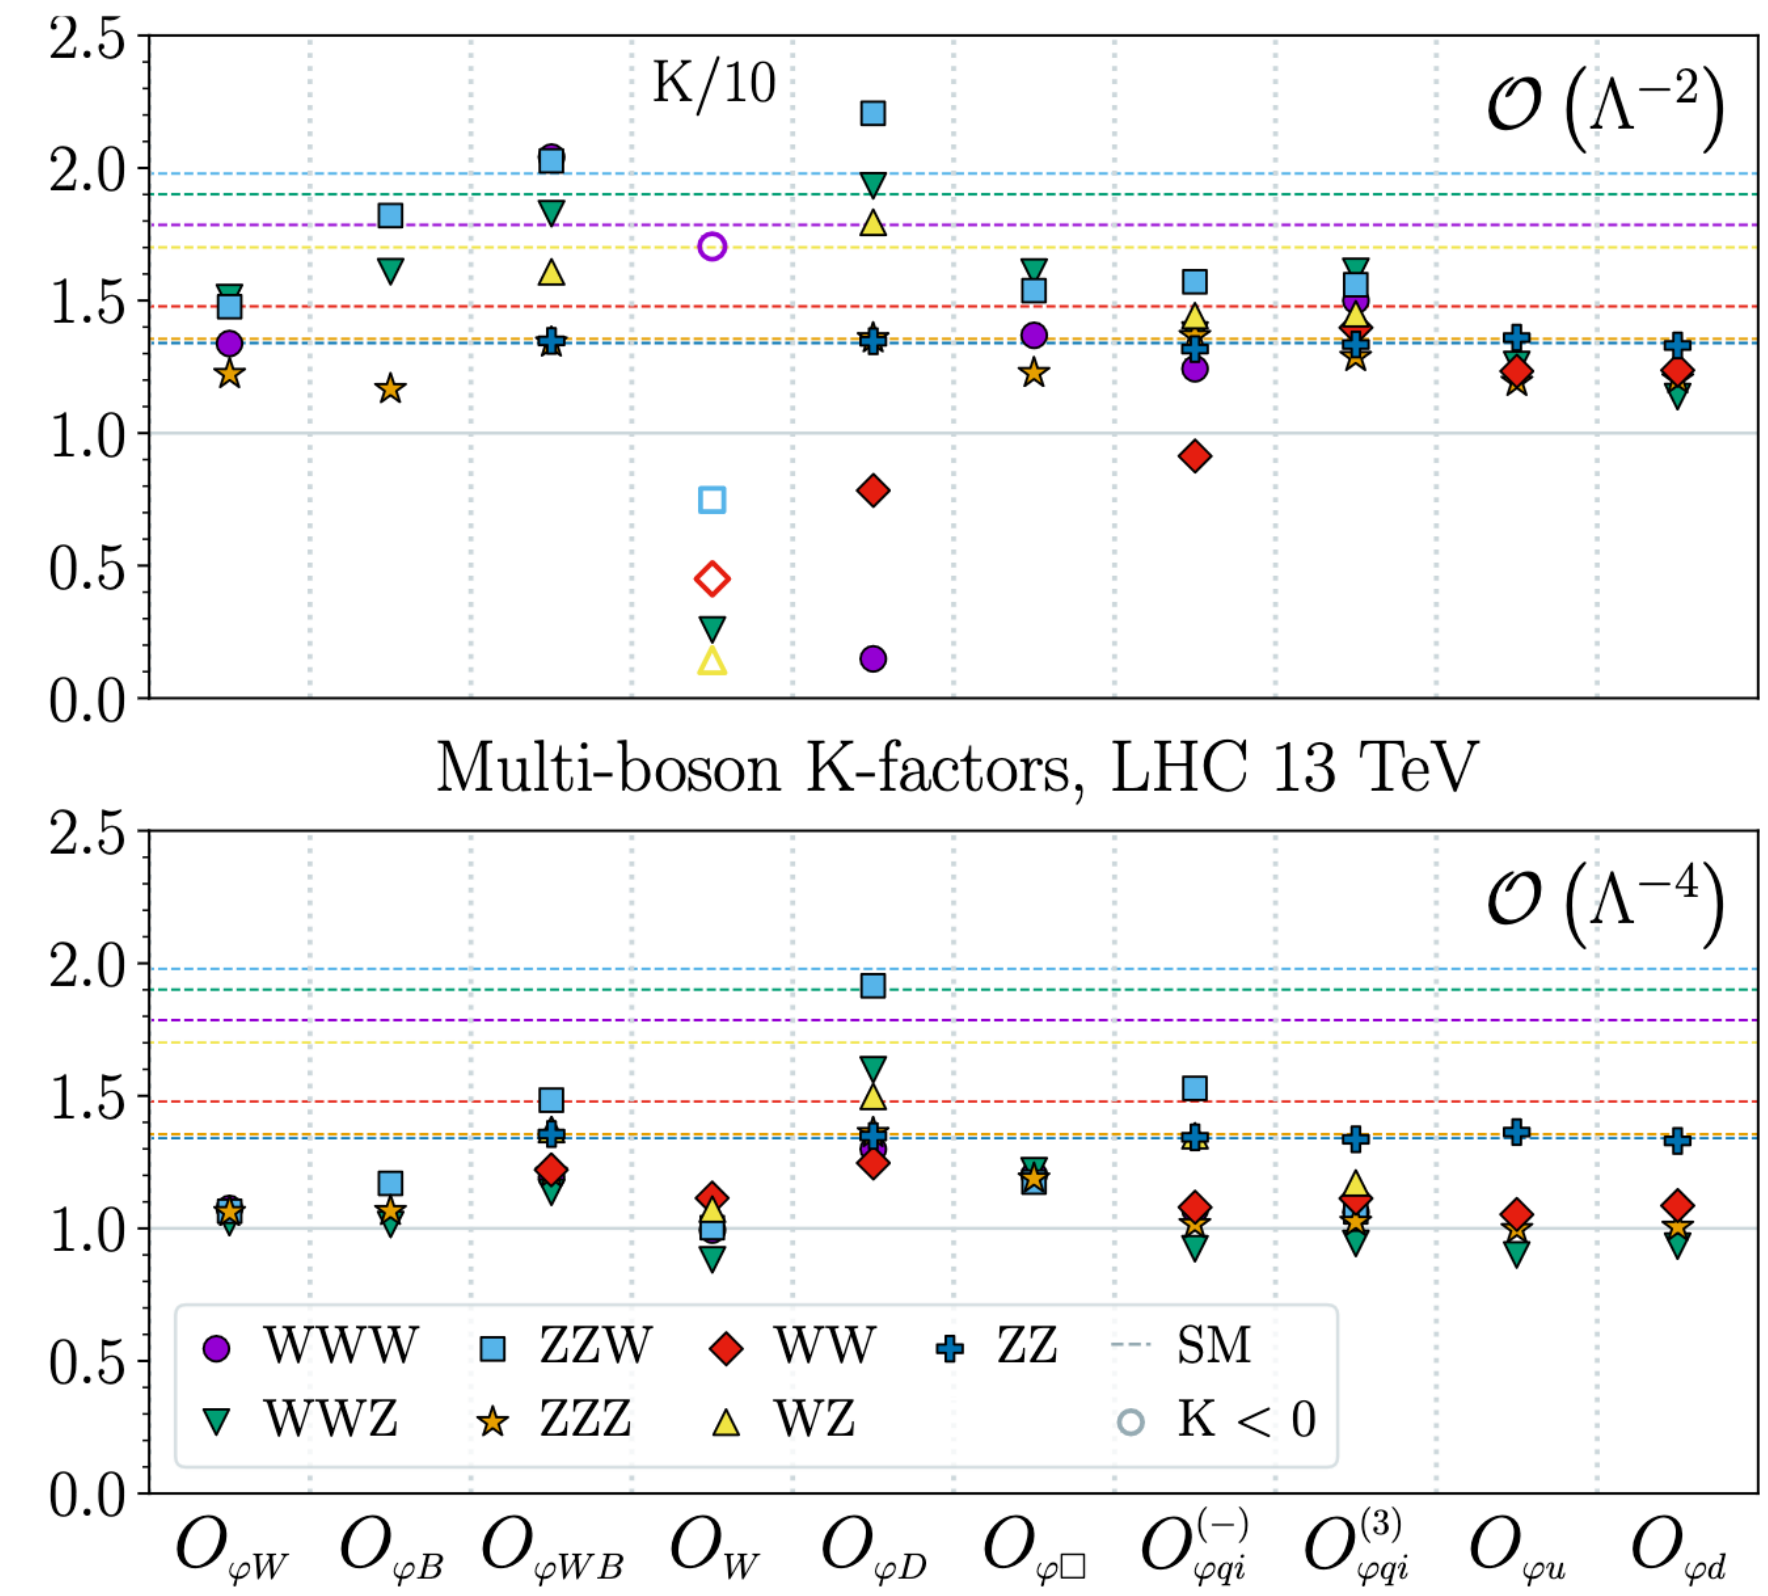 2.5
K/10
𝒪 (Λ⁻²)
2.0
1.5
1.0
0.5
0.0
Multi-boson K-factors, LHC 13 TeV
2.5
𝒪 (Λ⁻⁴)
2.0
1.5
1.0
WWW ZZW WW ZZ SM
0.5
WWZ ZZZ WZ K < 0
0.0
O_φW O_φB O_φWB O_W O_φD O_φ□ O_φqi^(−) O_φqi^(3) O_φu O_φd